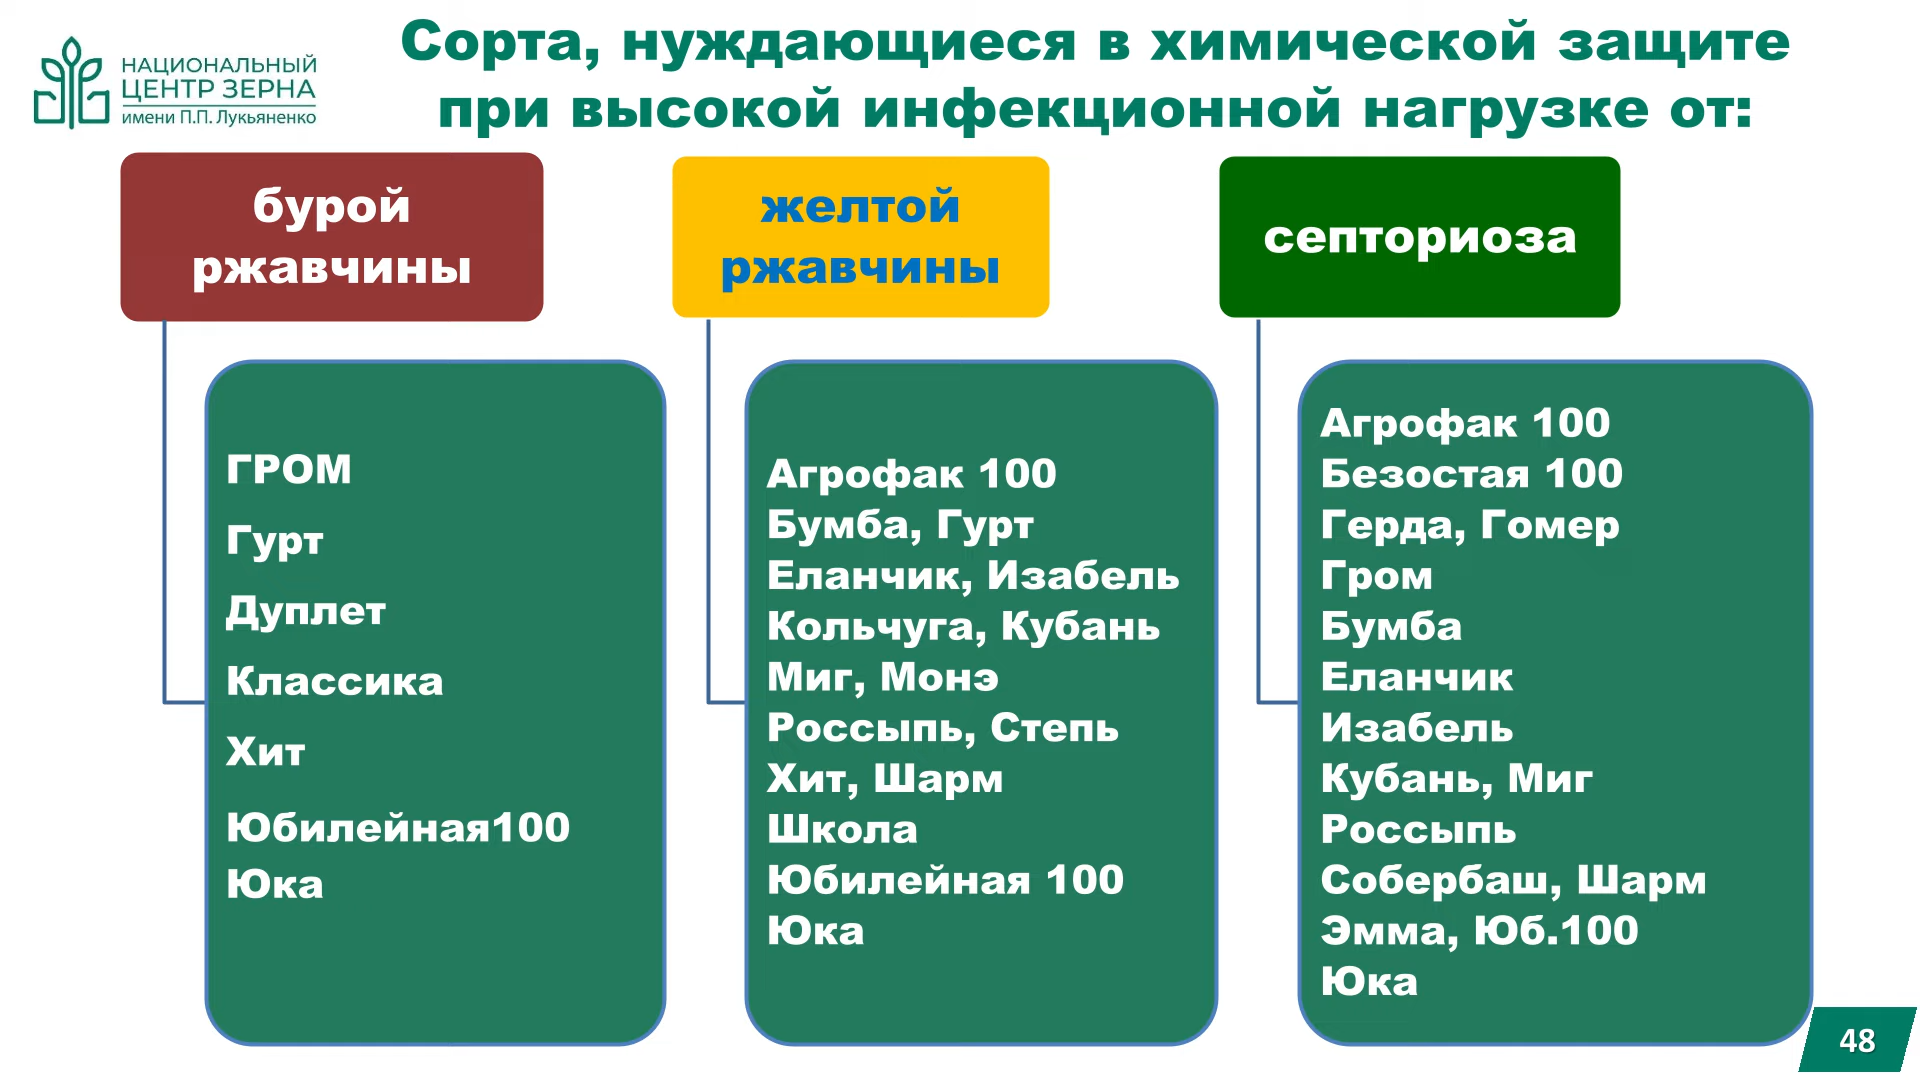 НАЦИОНАЛЬНЫЙ
ЦЕНТР ЗЕРНА
имени П.П. Лукьяненко
Сорта, нуждающиеся в химической защите
при высокой инфекционной нагрузке от:
бурой
ржавчины
ГРОМ
Гурт
Дуплет
Классика
Хит
Юбилейная100
Юка
желтой
ржавчины
Агрофак 100
Бумба, Гурт
Еланчик, Изабель
Кольчуга, Кубань
Миг, Монэ
Россыпь, Степь
Хит, Шарм
Школа
Юбилейная 100
Юка
септориоза
Агрофак 100
Безостая 100
Герда, Гомер
Гром
Бумба
Еланчик
Изабель
Кубань, Миг
Россыпь
Собербаш, Шарм
Эмма, Юб.100
Юка
48